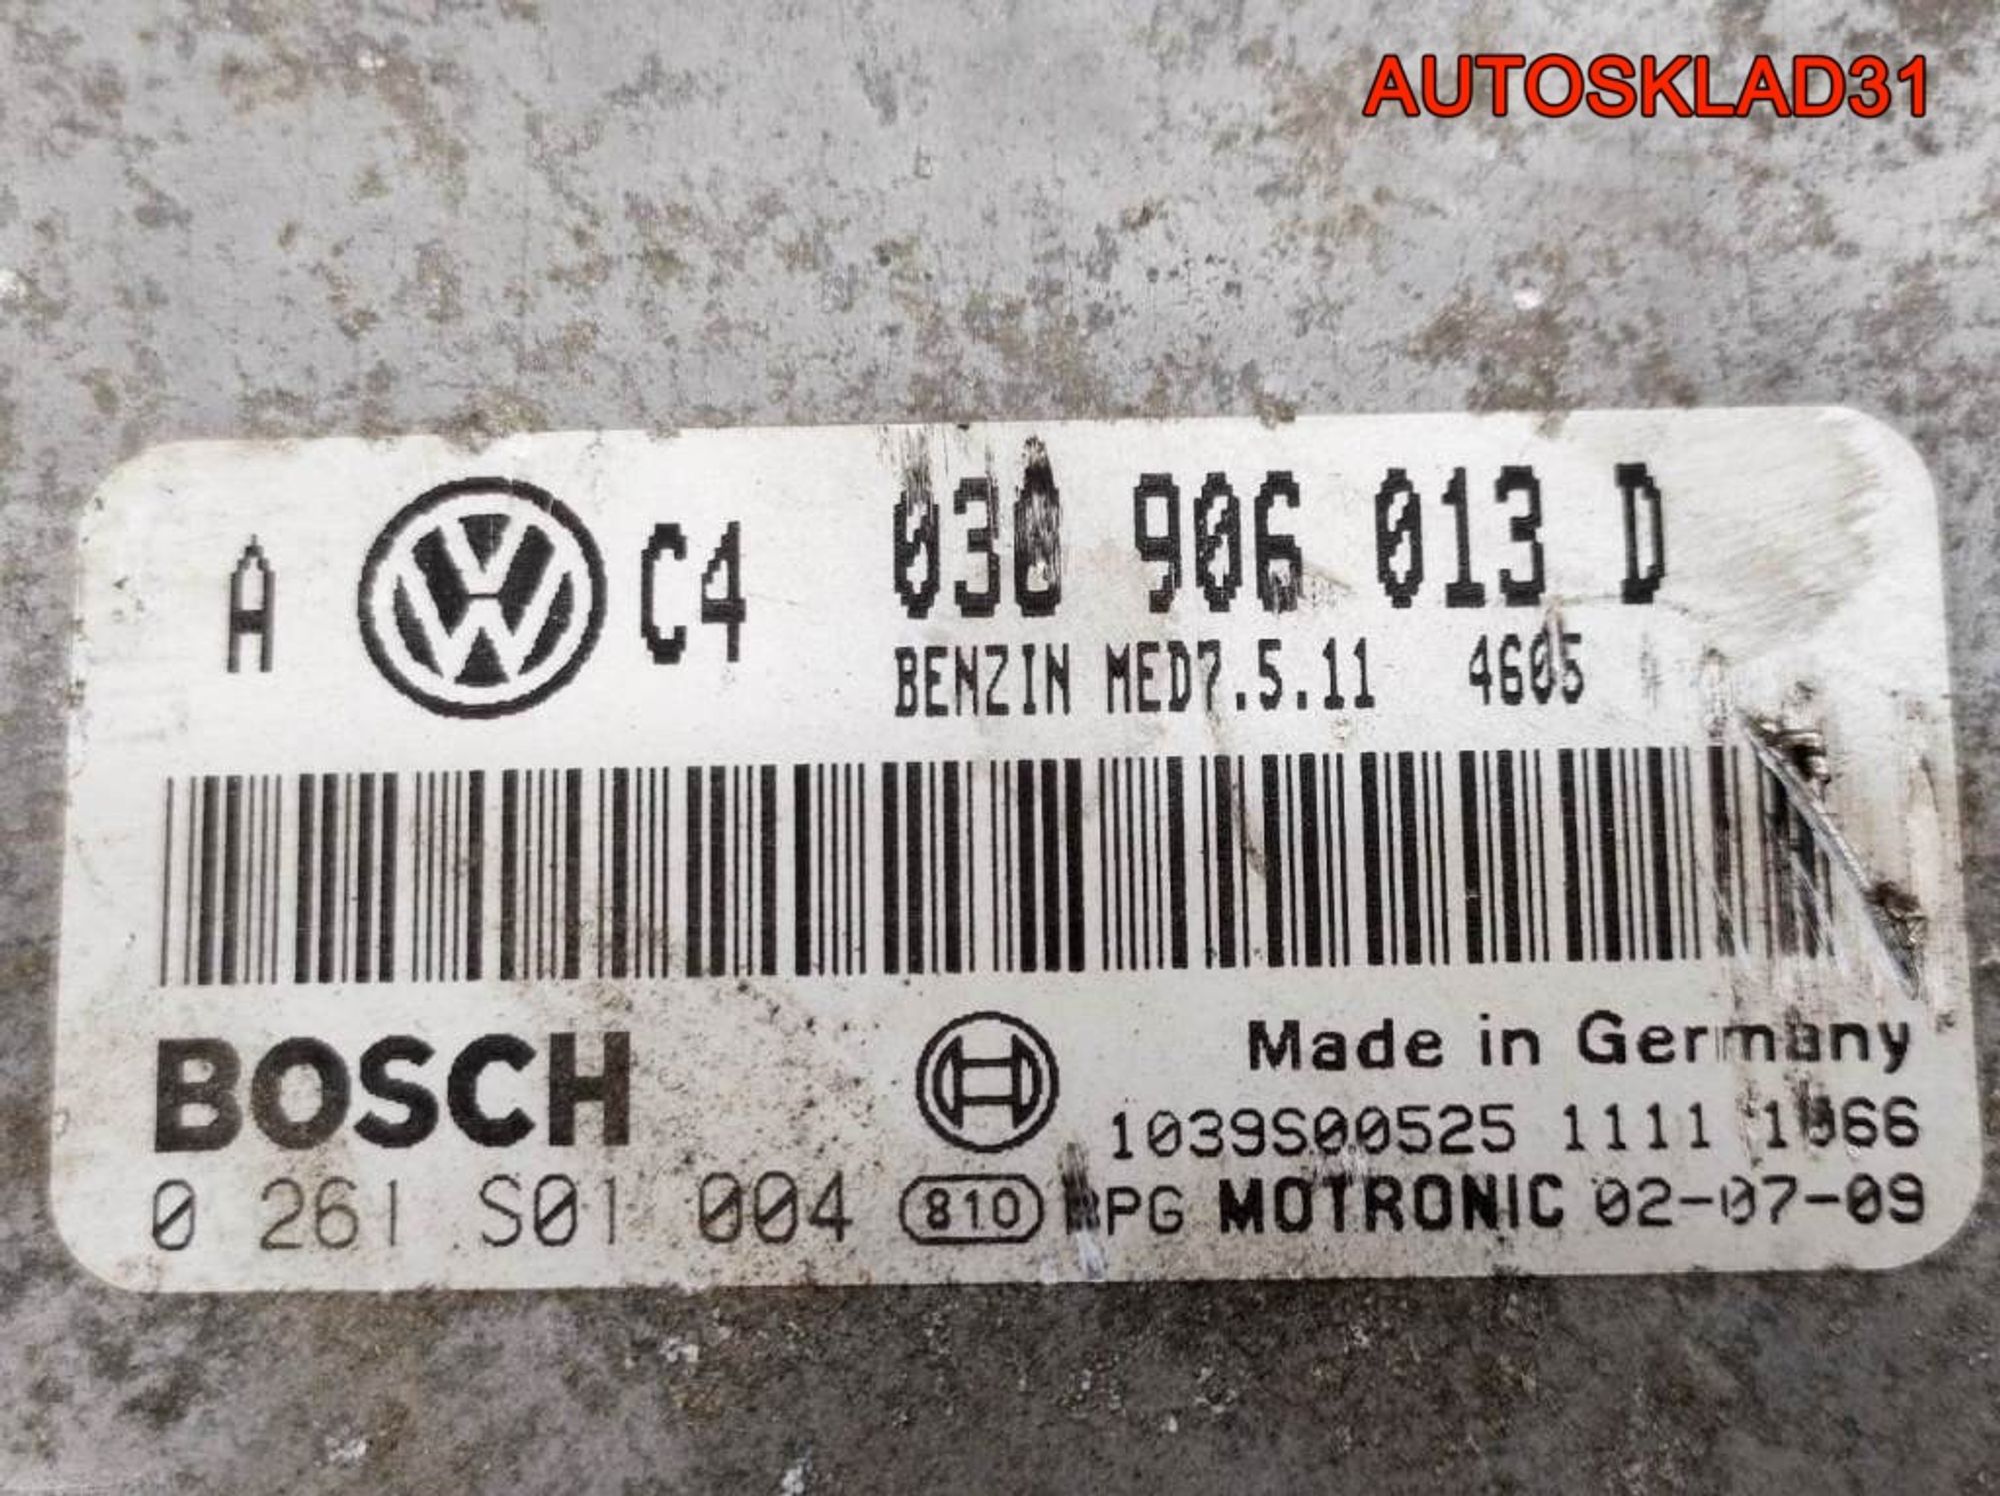 AUTOSKLAD31
A C4 030 906 013 D
BENZIN MED7.5.11 4605
BOSCH
Made in Germany
1039S00525 1111
0 261 S01 004 810 MOTRONIC 02-07-09